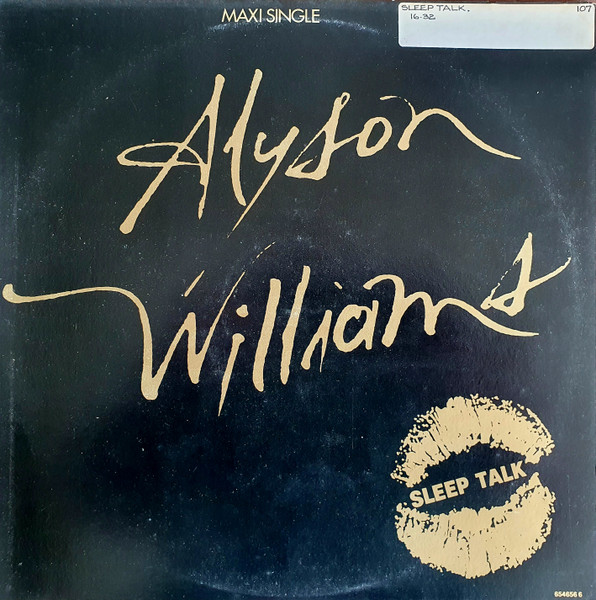 MAXI SINGLE
SLEEP TALK.
107
16-32
Alyson
Williams
SLEEP TALK
654656 6